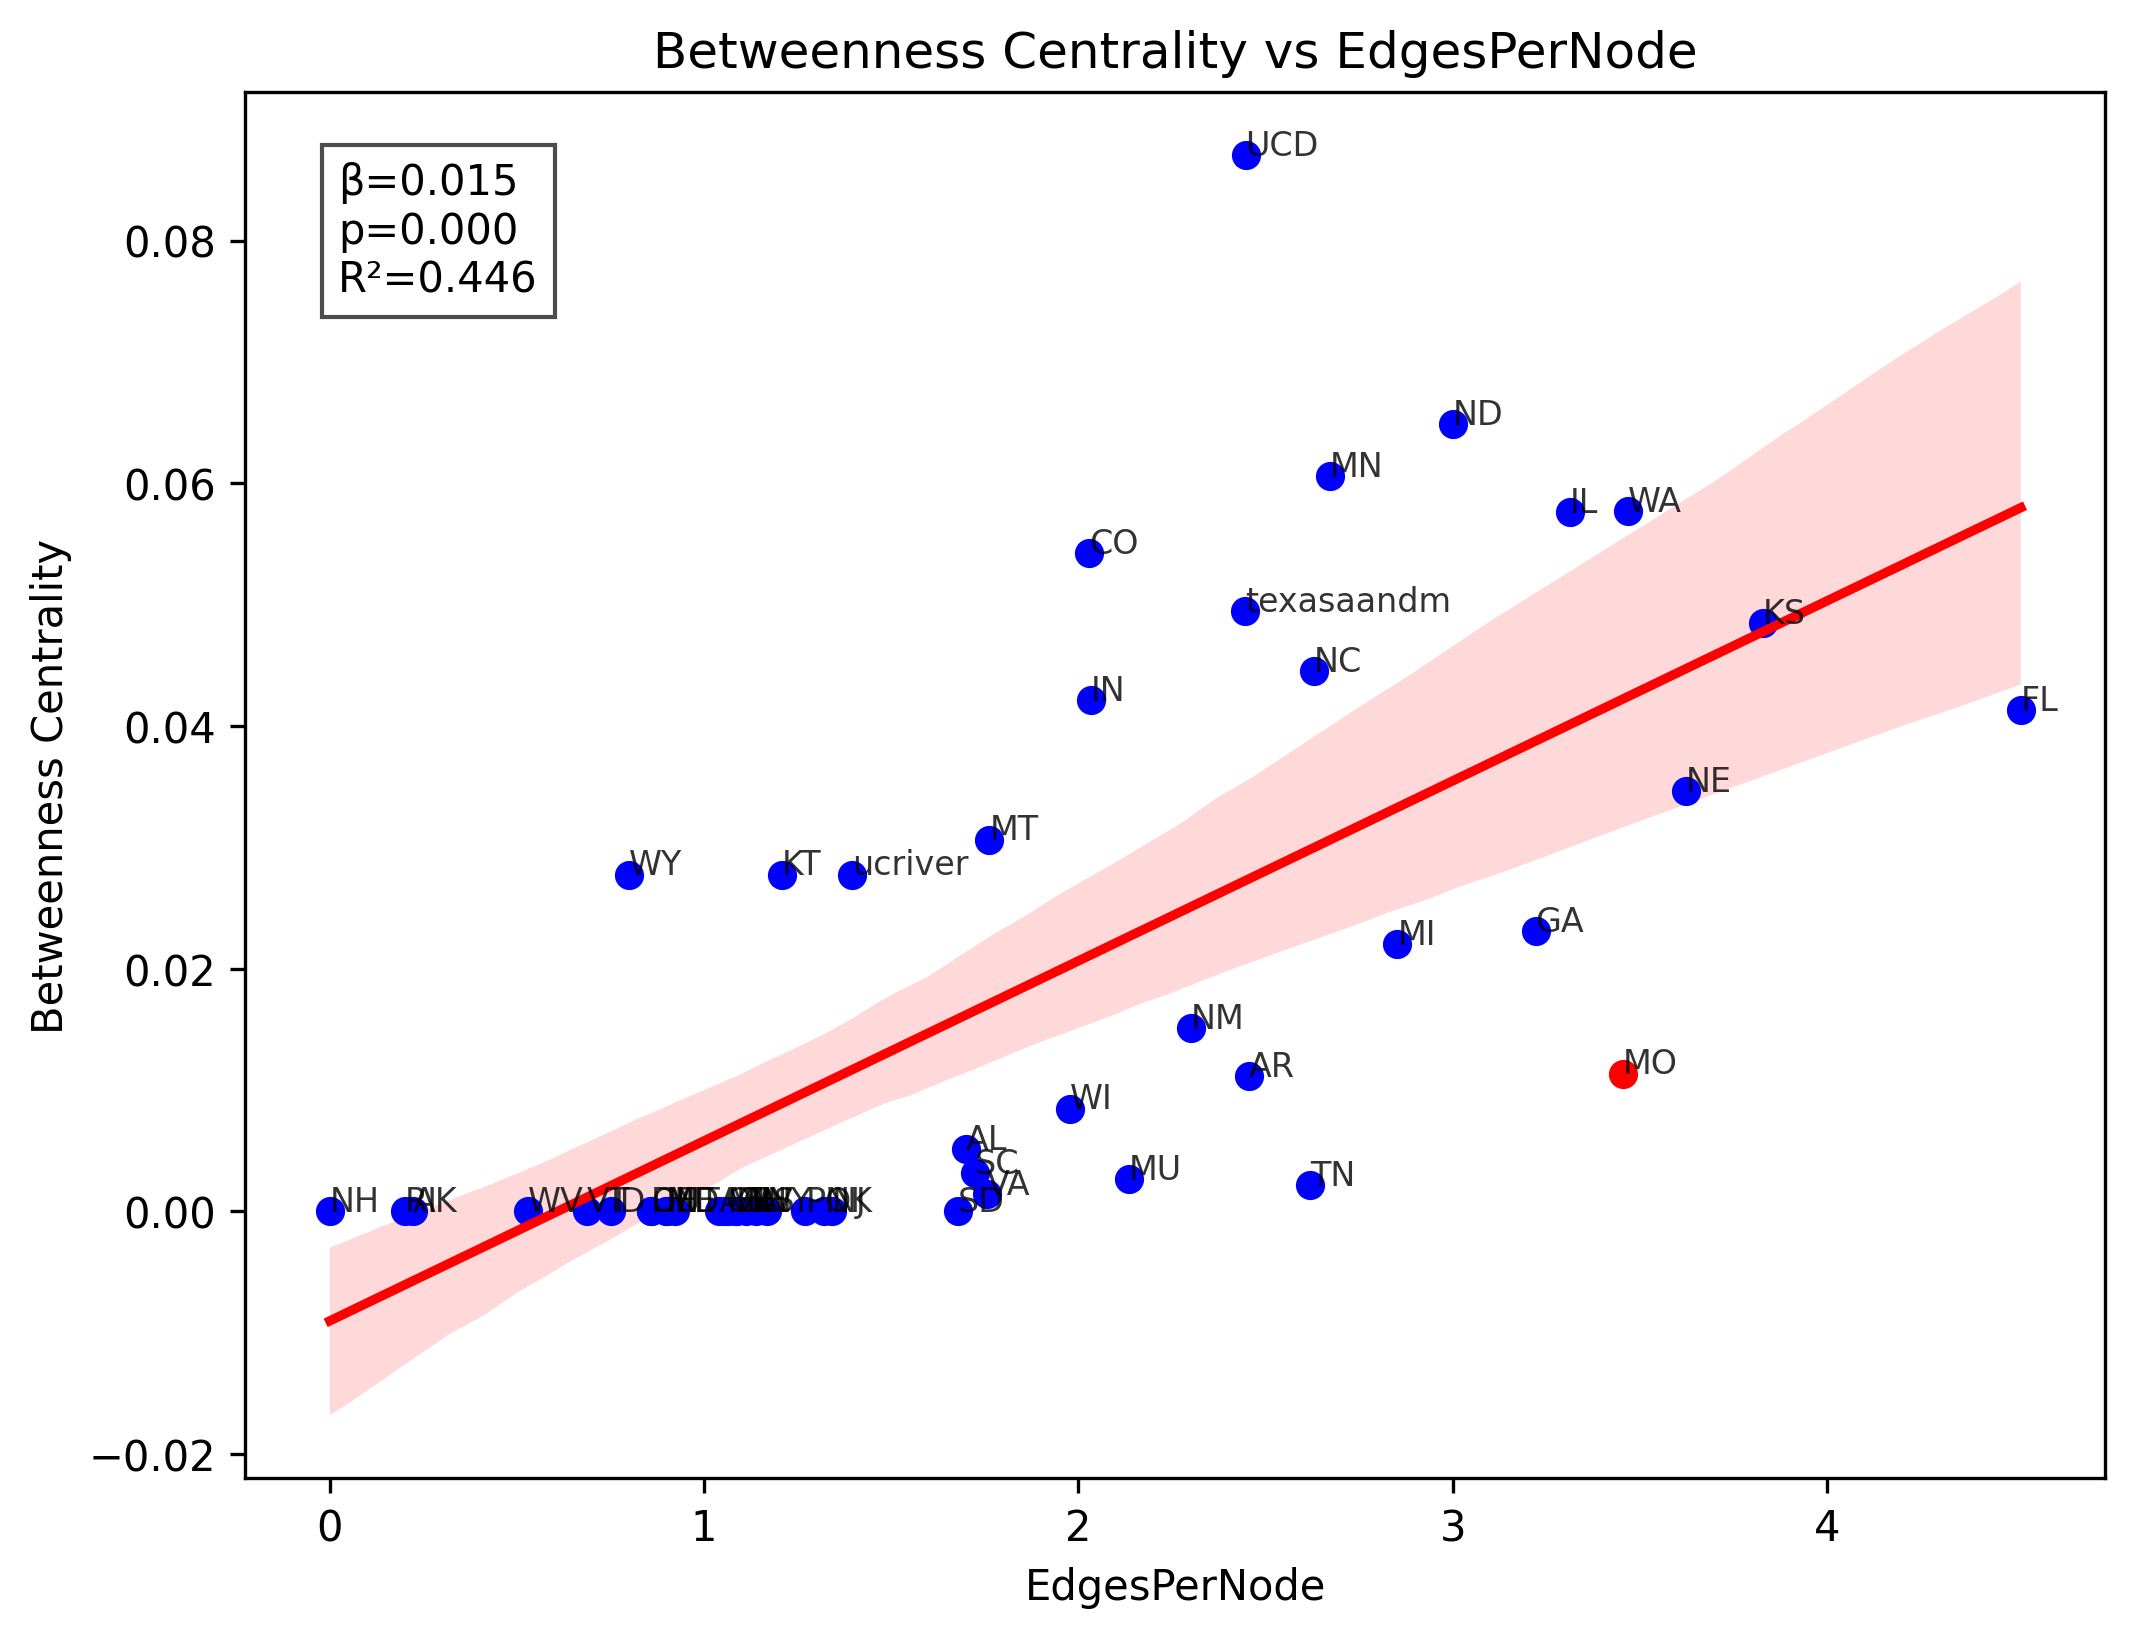 Betweenness Centrality vs EdgesPerNode
β=0.015
p=0.000
R²=0.446
Betweenness Centrality
0.08
0.06
0.04
0.02
0.00
−0.02
UCD
ND
MN
IL
WA
CO
texasaandm
KS
NC
IN
FL
NE
MT
WY
KT
ucriver
GA
MI
NM
AR
MO
WI
AL
SC
VA
MU
TN
NH
AK
WV
SD
0
1
2
3
4
EdgesPerNode